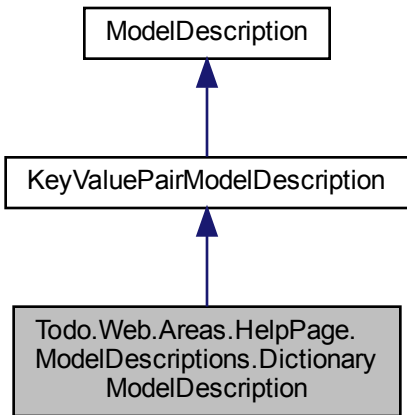 ModelDescription
KeyValuePairModelDescription
Todo.Web.Areas.HelpPage.
ModelDescriptions.Dictionary
ModelDescription